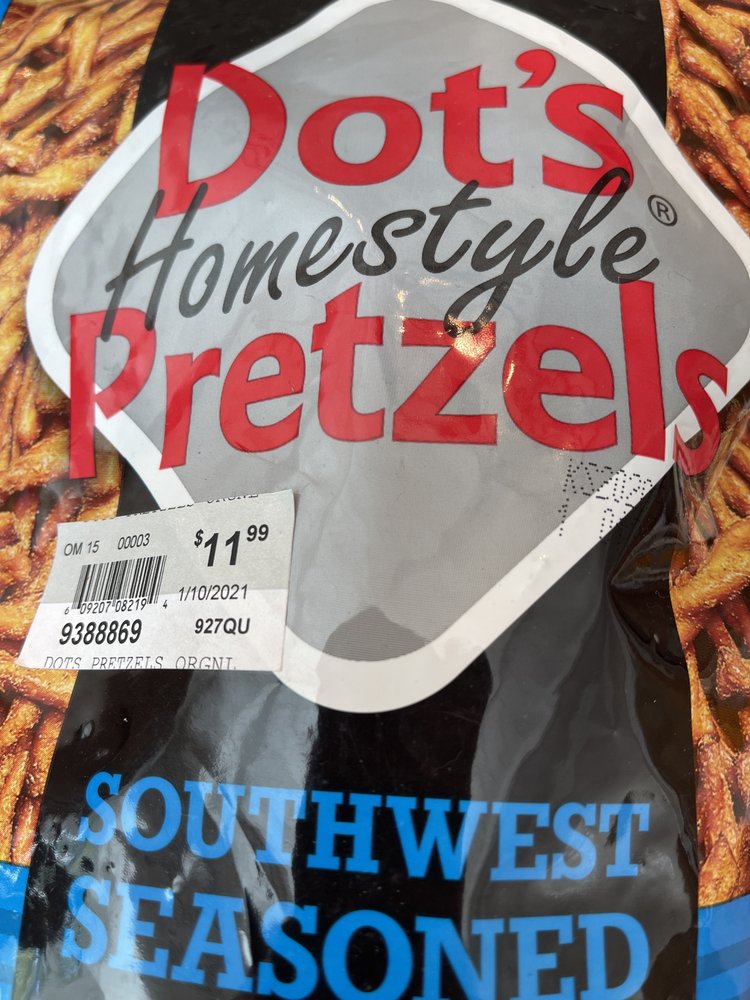 Dot's
Homestyle®
Pretzels
OM 15 00003 $11 99
6 09207 08219 4 1/10/2021
9388869 927QU
DOTS PRETZELS ORGNL
SOUTHWEST
SEASONED